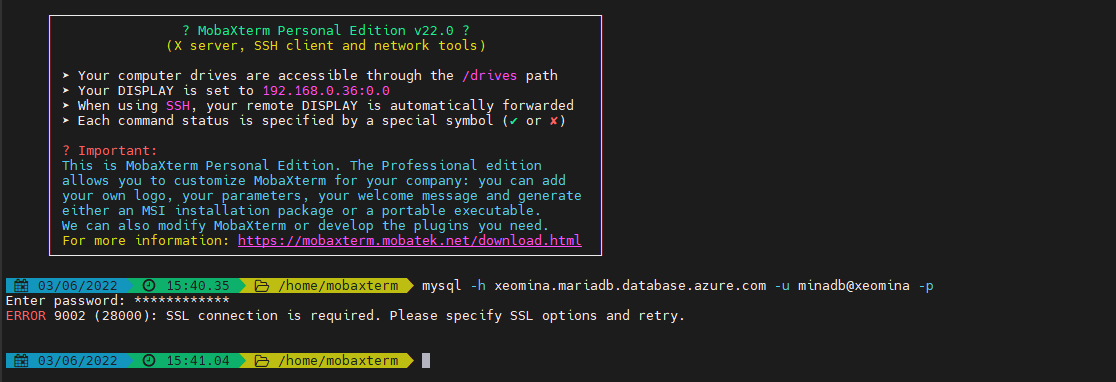 ? MobaXterm Personal Edition v22.0 ?
(X server, SSH client and network tools)
➤ Your computer drives are accessible through the /drives path
➤ Your DISPLAY is set to 192.168.0.36:0.0
➤ When using SSH, your remote DISPLAY is automatically forwarded
➤ Each command status is specified by a special symbol (✔ or ✘)
? Important:
This is MobaXterm Personal Edition. The Professional edition
allows you to customize MobaXterm for your company: you can add
your own logo, your parameters, your welcome message and generate
either an MSI installation package or a portable executable.
We can also modify MobaXterm or develop the plugins you need.
For more information: https://mobaxterm.mobatek.net/download.html
03/06/2022 15:40.35 /home/mobaxterm mysql -h xeomina.mariadb.database.azure.com -u minadb@xeomina -p
Enter password: ************
ERROR 9002 (28000): SSL connection is required. Please specify SSL options and retry.
03/06/2022 15:41.04 /home/mobaxterm